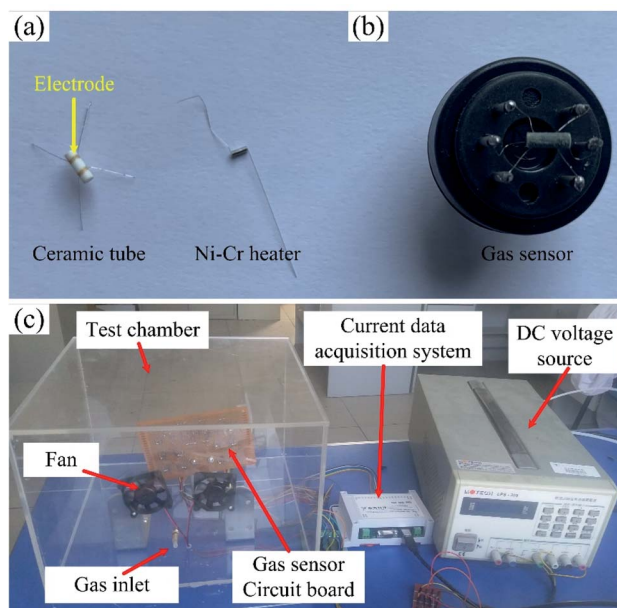 (a)
Electrode
Ceramic tube
Ni-Cr heater
(b)
Gas sensor
(c)
Test chamber
Current data
acquisition system
DC voltage
source
Fan
Gas inlet
Gas sensor
Circuit board